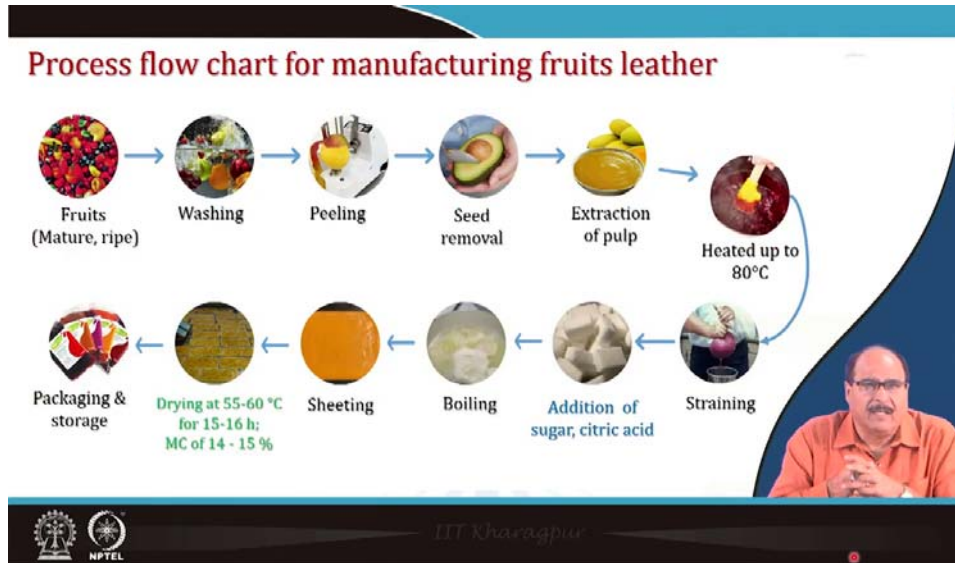 Process flow chart for manufacturing fruits leather
Fruits
(Mature, ripe)
Washing
Peeling
Seed
removal
Extraction
of pulp
Heated up to
80°C
Straining
Addition of
sugar, citric acid
Boiling
Sheeting
Drying at 55-60 °C
for 15-16 h;
MC of 14 - 15 %
Packaging &
storage
IIT Kharagpur
NPTEL